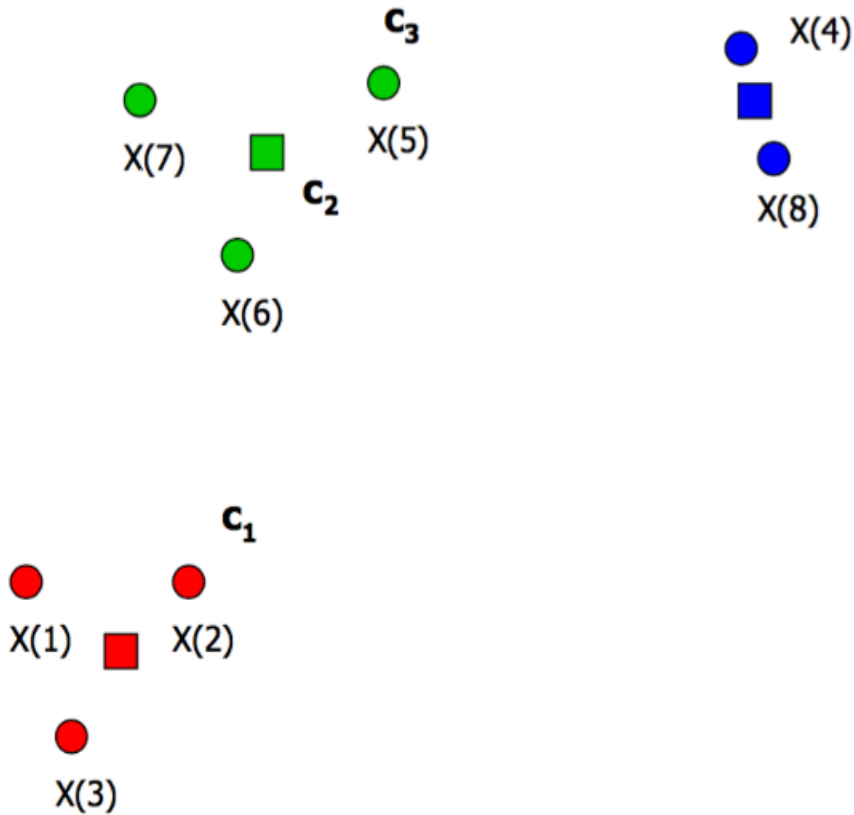 c₃
X(4)
X(7)
X(5)
c₂
X(8)
X(6)
c₁
X(1)
X(2)
X(3)